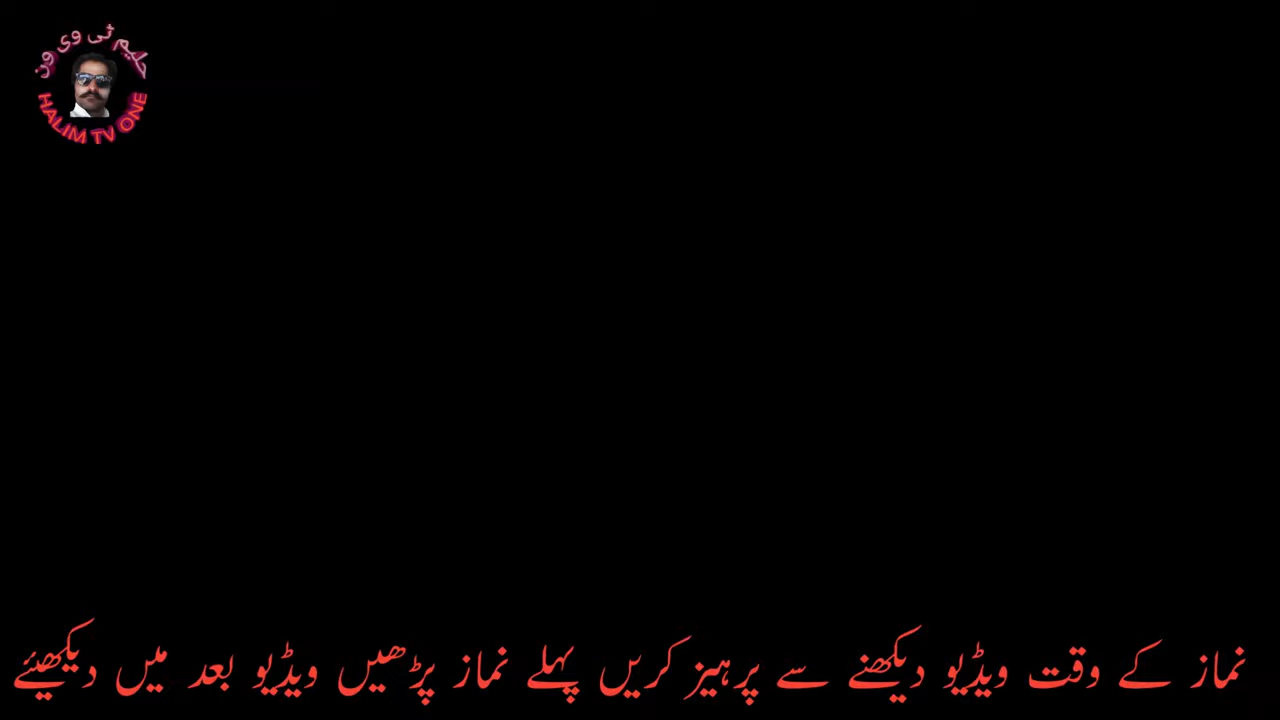 حلیم ٹی وی ون
HALIM TV ONE
نماز کے وقت ویڈیو دیکھنے سے پرہیز کریں پہلے نماز پڑھیں ویڈیو بعد میں دیکھیئے